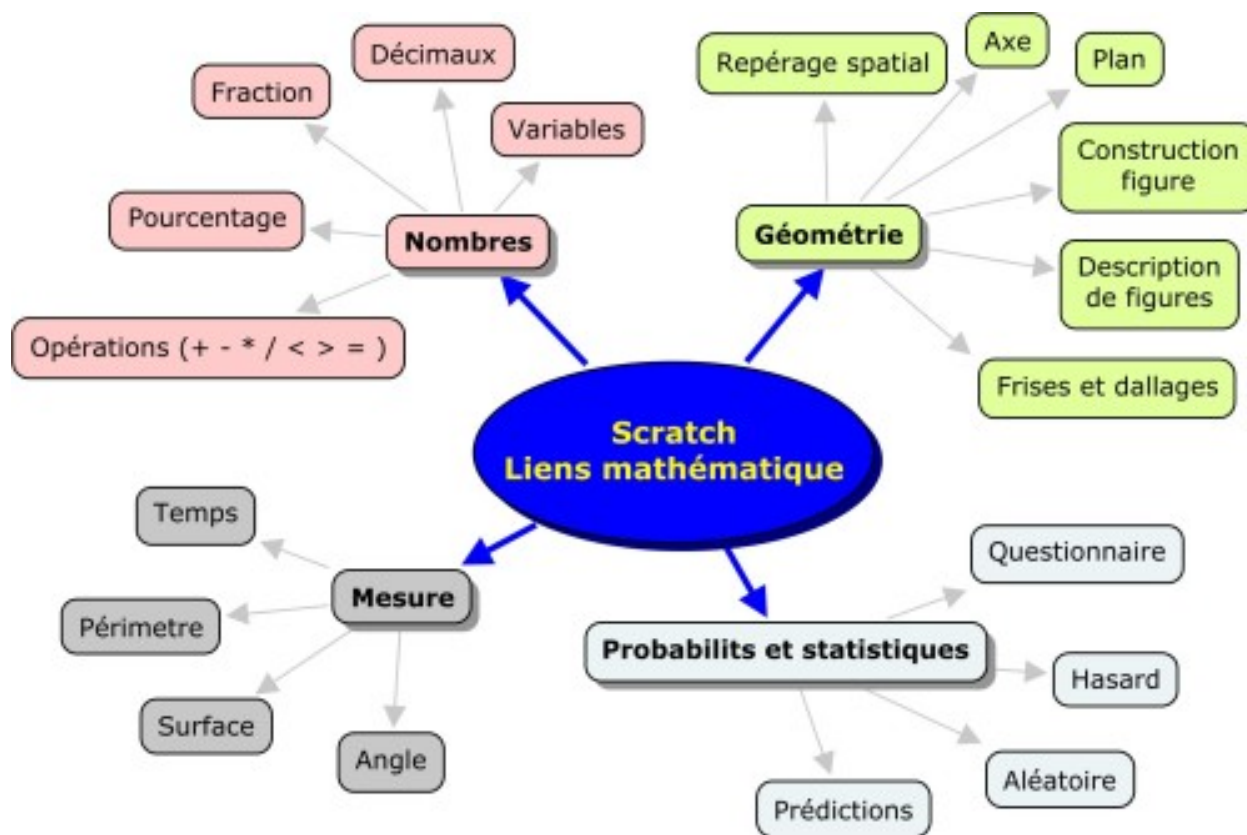 Décimaux
Fraction
Variables
Pourcentage
Nombres
Opérations (+ - * / < > = )
Repérage spatial
Axe
Plan
Construction
figure
Géométrie
Description
de figures
Frises et dallages
Scratch
Liens mathématique
Temps
Mesure
Périmetre
Surface
Angle
Questionnaire
Probabilits et statistiques
Hasard
Aléatoire
Prédictions